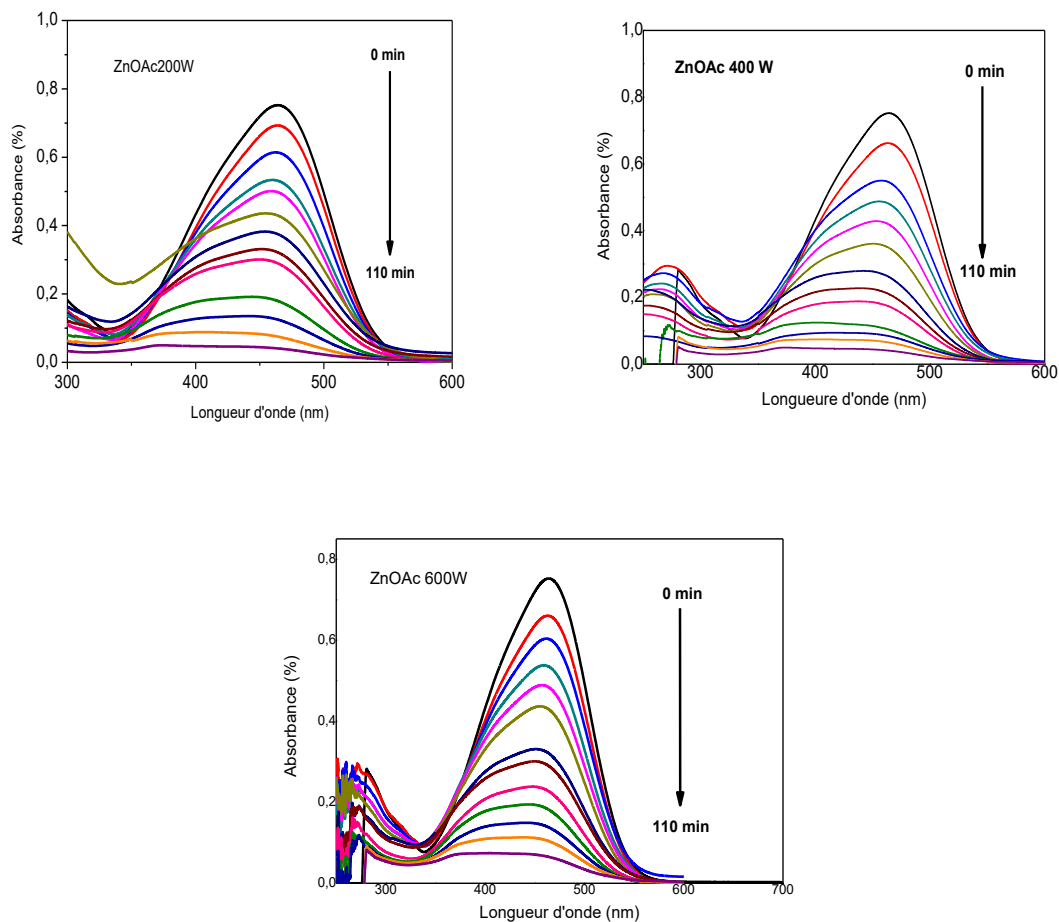 ZnOAc200W
0 min
110 min
Absorbance (%)
1,0
0,8
0,6
0,4
0,2
0,0
300 400 500 600
Longueur d'onde (nm)
ZnOAc 400 W
0 min
110 min
Absorbance (%)
1,0
0,8
0,6
0,4
0,2
0,0
300 400 500 600
Longueure d'onde (nm)
ZnOAc 600W
0 min
110 min
Absorbance (%)
0,8
0,6
0,4
0,2
0,0
300 400 500 600 700
Longueur d'onde (nm)